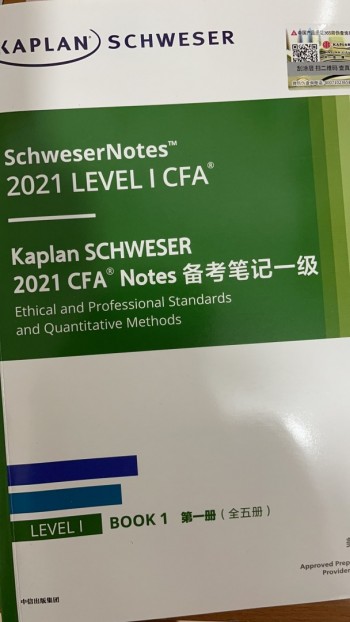 KAPLAN SCHWESER
SchweserNotes™
2021 LEVEL I CFA®
Kaplan SCHWESER
2021 CFA® Notes 备考笔记一级
Ethical and Professional Standards
and Quantitative Methods
LEVEL I BOOK 1 第一册（全五册）
Approved Prep
Provider
中信出版集团